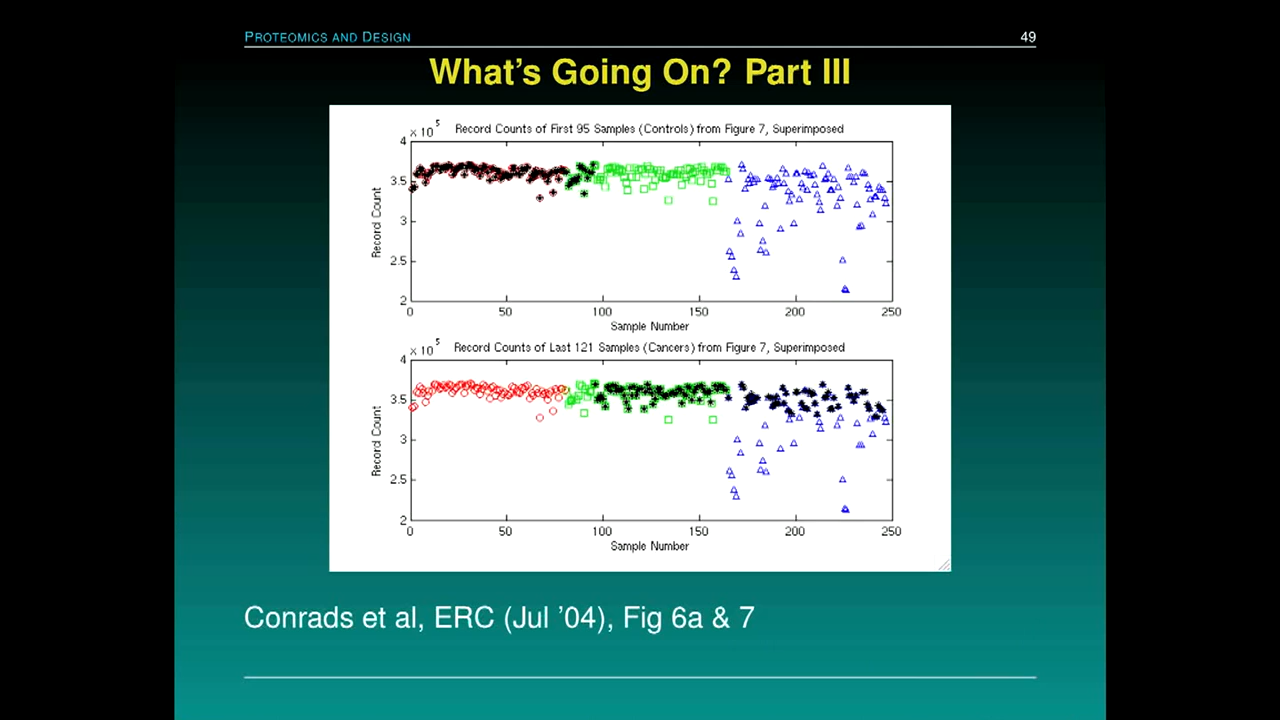 PROTEOMICS AND DESIGN 49
What's Going On? Part III
Record Counts of First 95 Samples (Controls) from Figure 7, Superimposed
× 10^5
4
3.5
3
2.5
2
Record Count
0 50 100 150 200 250
Sample Number
Record Counts of Last 121 Samples (Cancers) from Figure 7, Superimposed
× 10^5
4
3.5
3
2.5
2
Record Count
0 50 100 150 200 250
Sample Number
Conrads et al, ERC (Jul '04), Fig 6a & 7